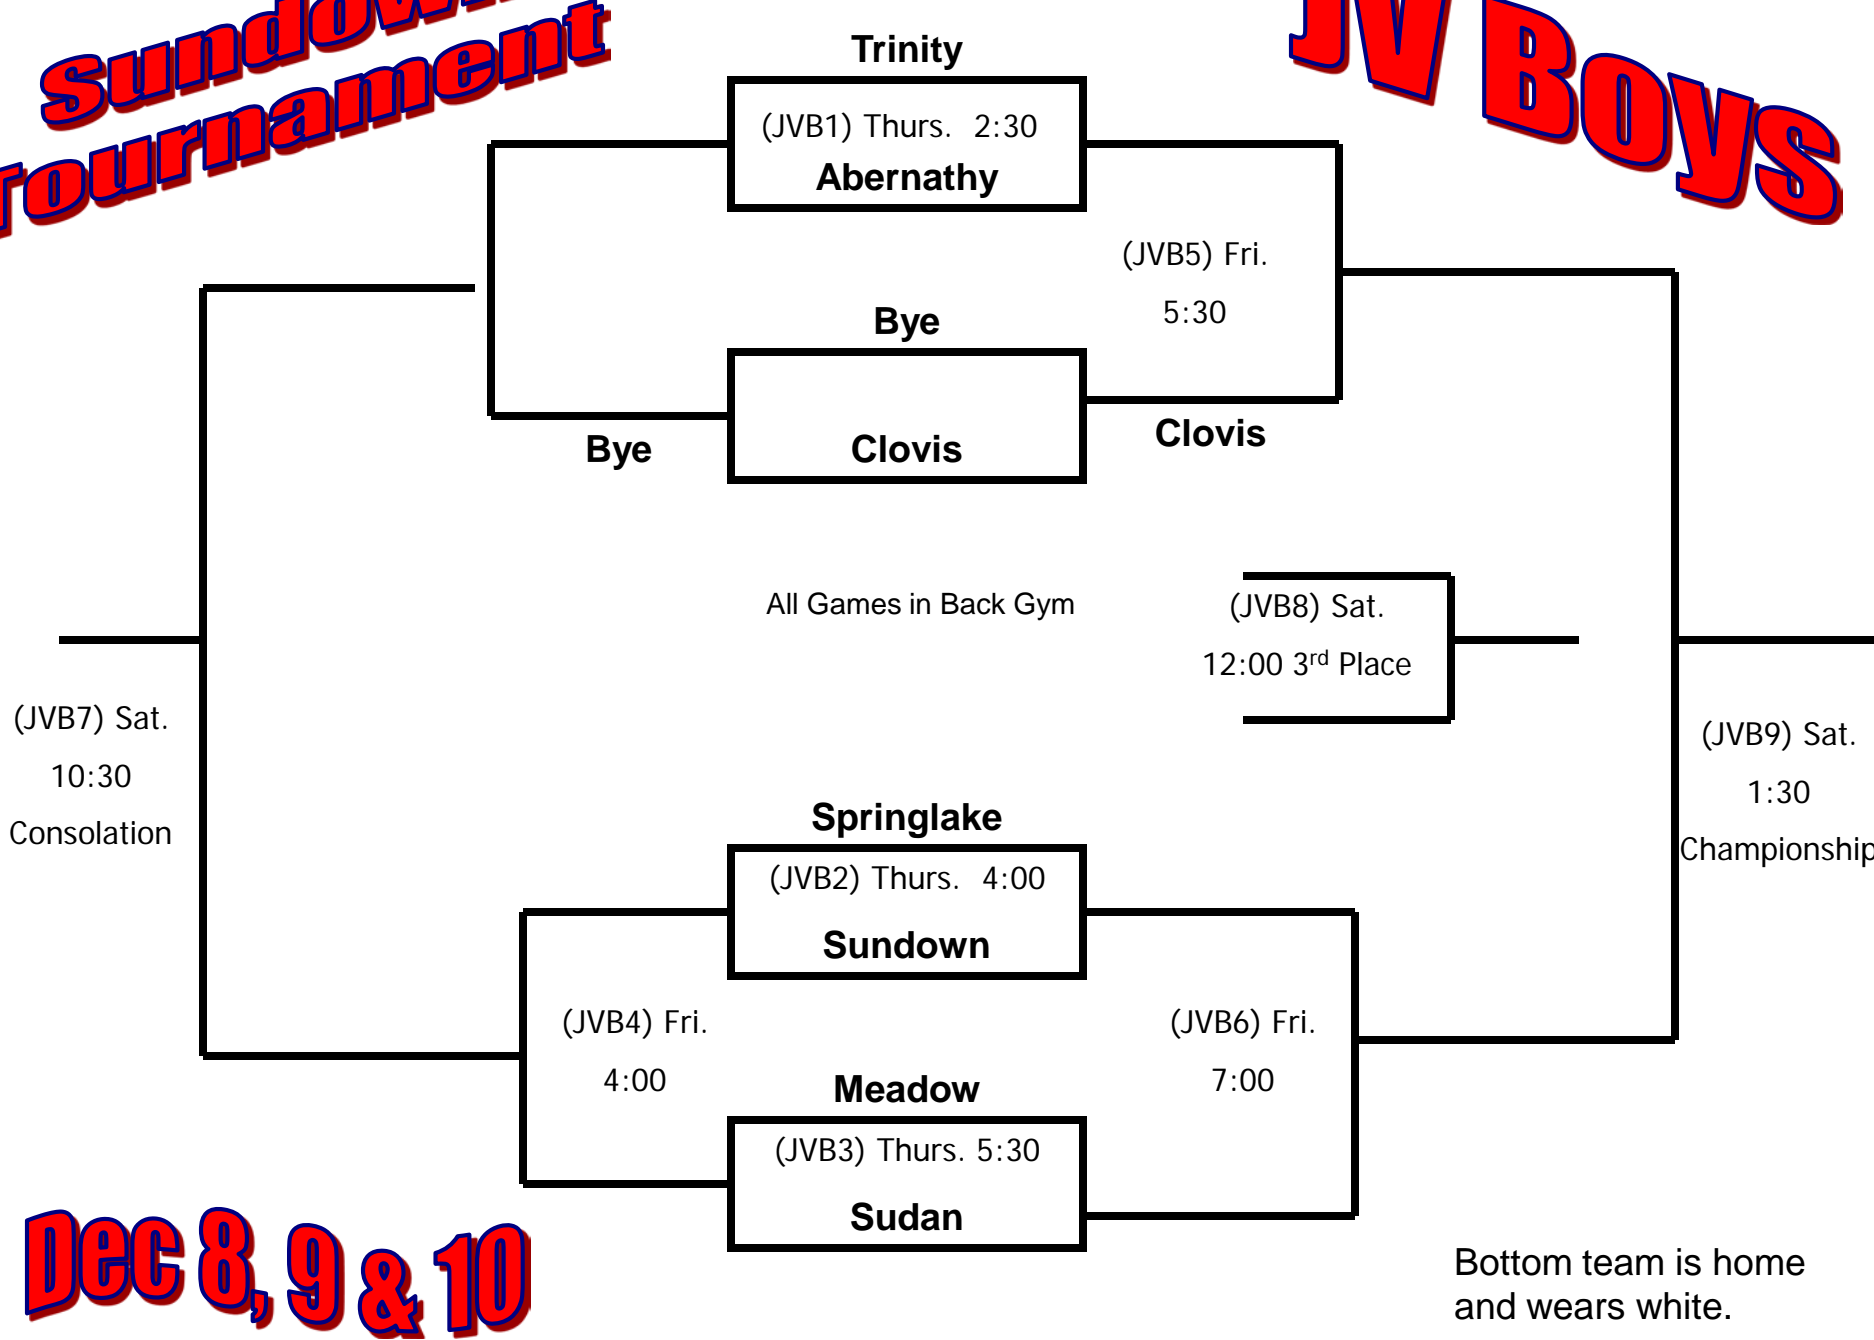 Sundown
Tournament
JV Boys
Trinity
(JVB1) Thurs. 2:30
Abernathy
(JVB5) Fri.
5:30
Bye
Clovis
Bye
Clovis
All Games in Back Gym
(JVB8) Sat.
12:00 3rd Place
(JVB7) Sat.
10:30
Consolation
(JVB9) Sat.
1:30
Championship
Springlake
(JVB2) Thurs. 4:00
Sundown
(JVB4) Fri.
4:00
(JVB6) Fri.
7:00
Meadow
(JVB3) Thurs. 5:30
Sudan
Dec 8, 9 & 10
Bottom team is home
and wears white.